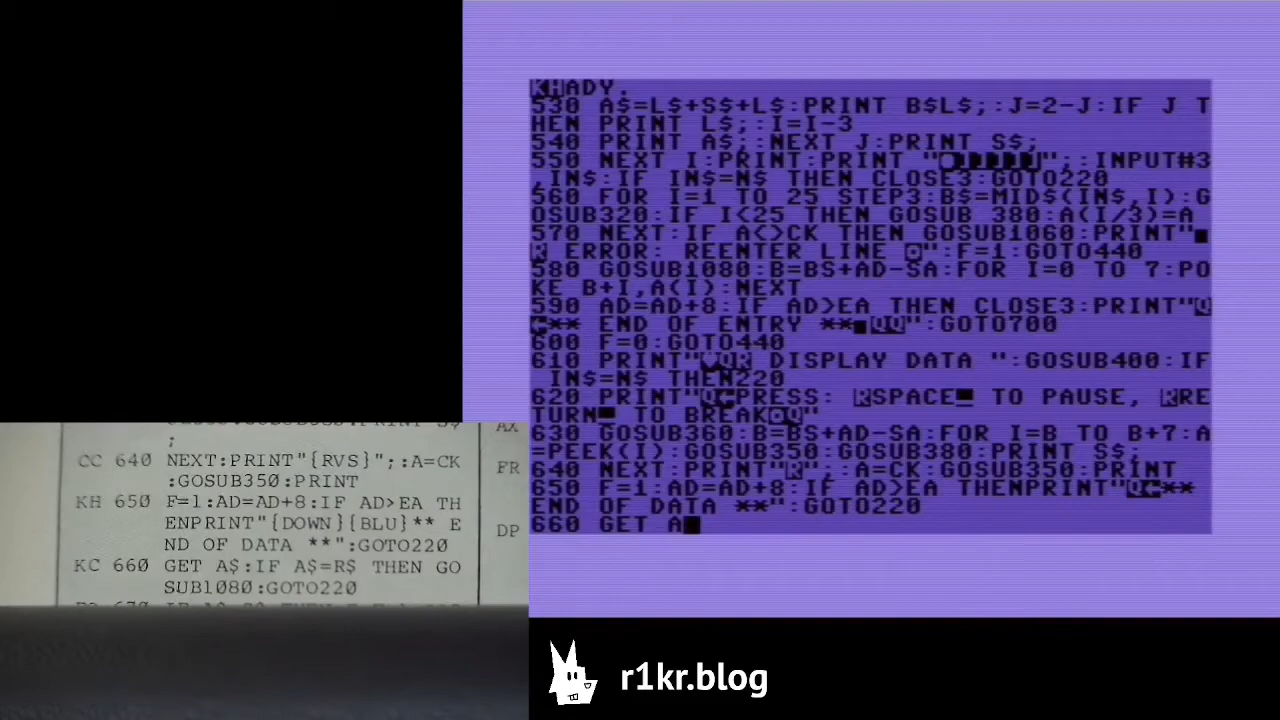 KHADY.
530 A$=L$+S$+L$:PRINT B$L$;:J=2-J:IF J T
HEN PRINT L$;:I=I-3
540 PRINT A$;:NEXT J:PRINT S$;
550 NEXT I:PRINT:PRINT "";:INPUT#3
,IN$:IF IN$=N$ THEN CLOSE3:GOTO220
560 FOR I=1 TO 25 STEP3:B$=MID$(IN$,I):G
OSUB320:IF I<25 THEN GOSUB 380:A(I/3)=A
570 NEXT:IF A<>CK THEN GOSUB1060:PRINT"
R ERROR: REENTER LINE ":F=1:GOTO440
580 GOSUB1080:B=BS+AD-SA:FOR I=0 TO 7:PO
KE B+I,A(I):NEXT
590 AD=AD+8:IF AD>EA THEN CLOSE3:PRINT"Q
** END OF ENTRY **QQ":GOTO700
600 F=0:GOTO440
610 PRINT"QR DISPLAY DATA ":GOSUB400:IF
IN$=N$ THEN220
620 PRINT"QPRESS: RSPACE TO PAUSE, RRE
TURN TO BREAKQ"
630 GOSUB360:B=BS+AD-SA:FOR I=B TO B+7:A
=PEEK(I):GOSUB350:GOSUB380:PRINT S$;
640 NEXT:PRINT"R";:A=CK:GOSUB350:PRINT
650 F=1:AD=AD+8:IF AD>EA THENPRINT"Q**
END OF DATA **":GOTO220
660 GET A
;
CC 640 NEXT:PRINT"{RVS}";:A=CK
:GOSUB350:PRINT
KH 650 F=1:AD=AD+8:IF AD>EA TH
ENPRINT"{DOWN}{BLU}** E
ND OF DATA **":GOTO220
KC 660 GET A$:IF A$=R$ THEN GO
SUB1080:GOTO220
AX
FR
DP
r1kr.blog